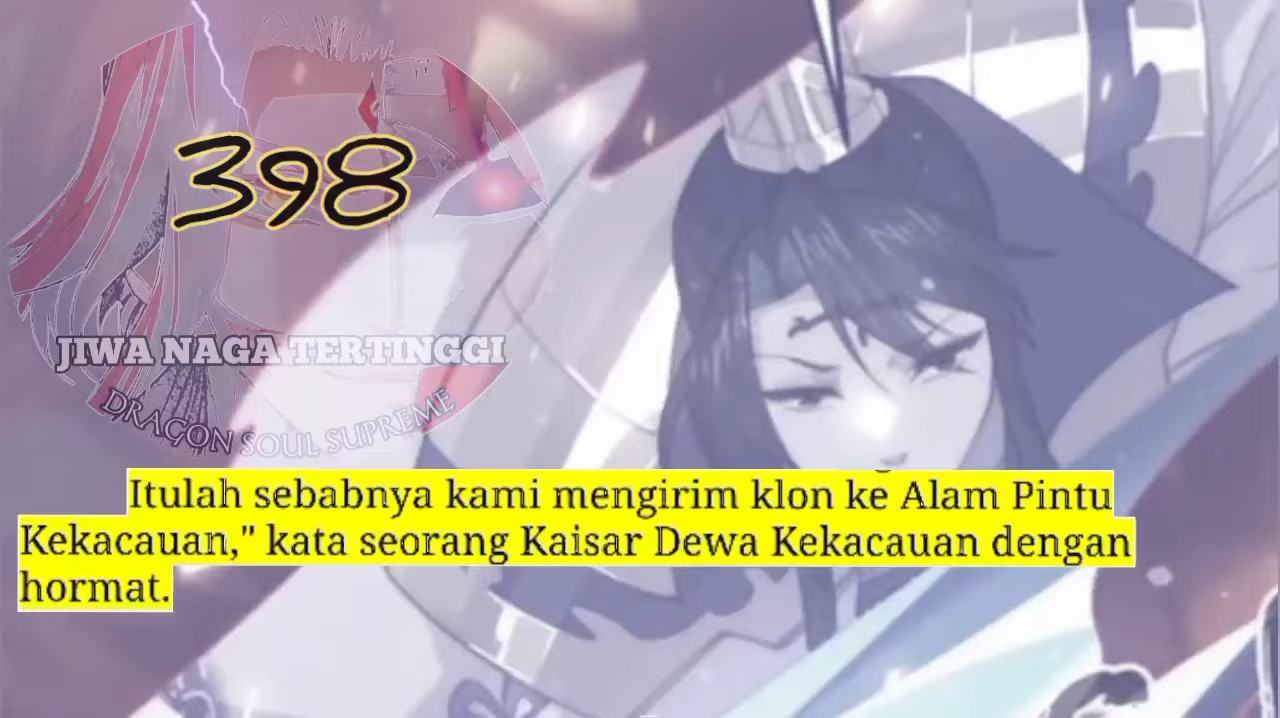 398
JIWA NAGA TERTINGGI
DRAGON SOUL SUPREME
Itulah sebabnya kami mengirim klon ke Alam Pintu
Kekacauan," kata seorang Kaisar Dewa Kekacauan dengan
hormat.